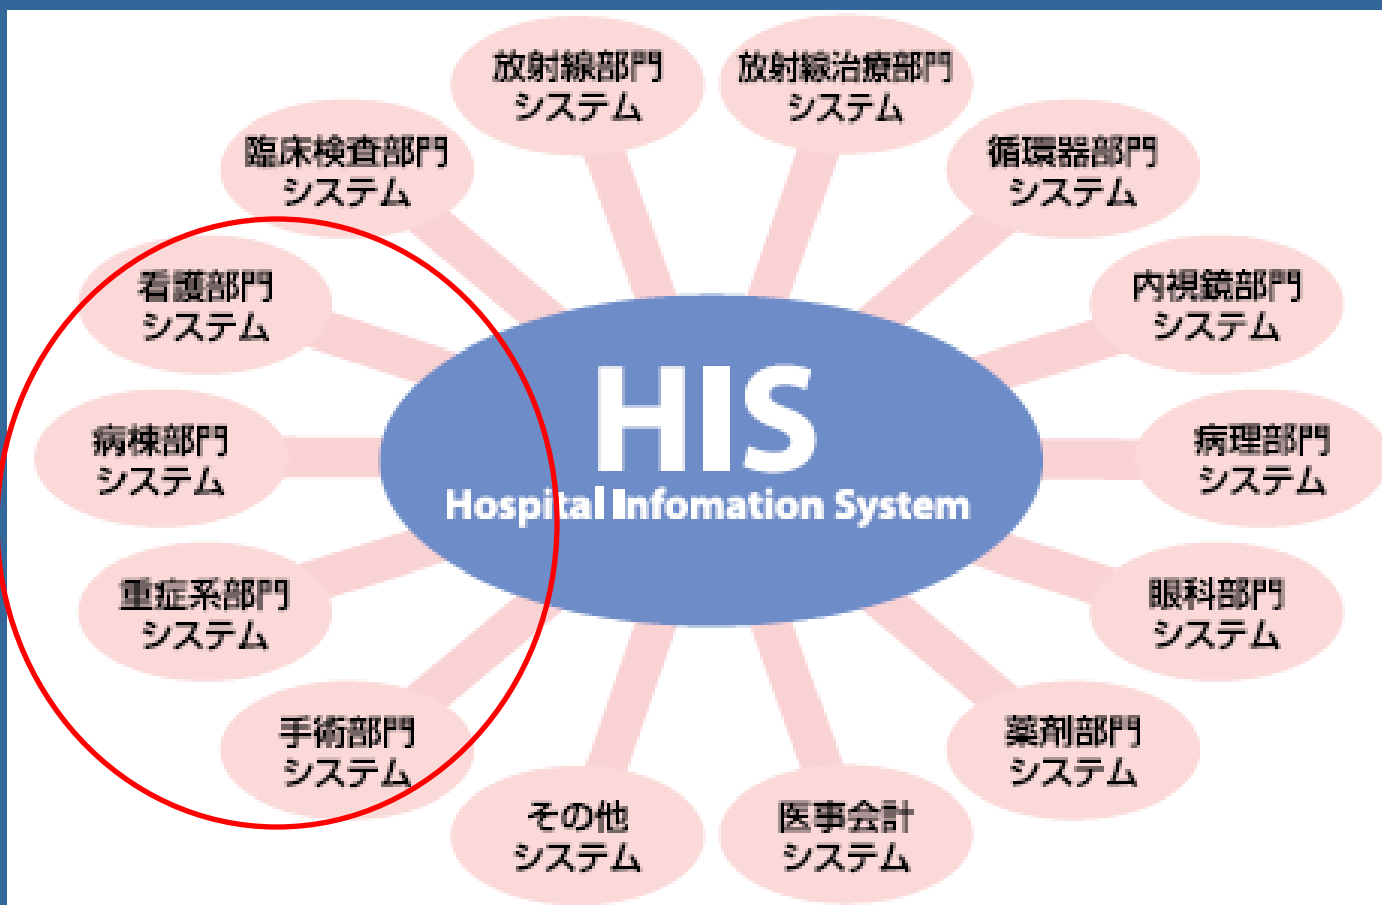 放射線部門
システム
放射線治療部門
システム
臨床検査部門
システム
循環器部門
システム
看護部門
システム
内視鏡部門
システム
HIS
Hospital Infomation System
病棟部門
システム
病理部門
システム
重症系部門
システム
眼科部門
システム
手術部門
システム
薬剤部門
システム
その他
システム
医事会計
システム